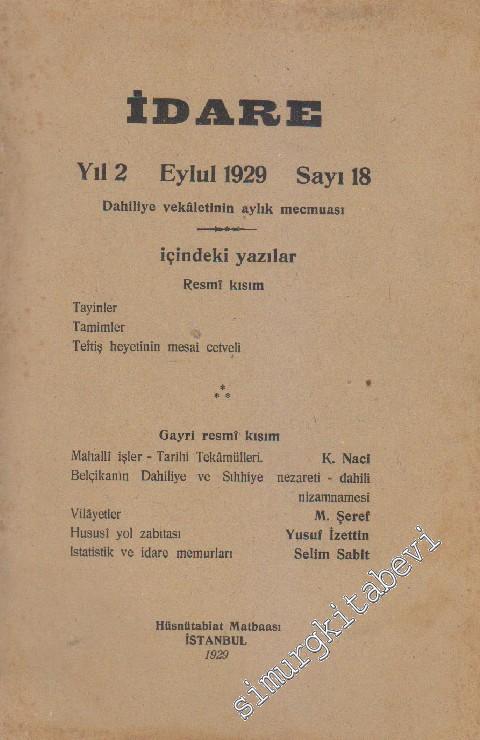 İDARE
Yıl 2 Eylul 1929 Sayı 18
Dahiliye vekâletinin aylık mecmuası
içindeki yazılar
Resmî kısım
Tayinler
Tamimler
Teftiş heyetinin mesai cetveli
Gayri resmî kısım
Mahallî işler - Tarihi Tekâmülleri. K. Naci
Belçikanın Dahiliye ve Sıhhiye nezareti - dahili
nizamnamesi
Vilâyetler M. Şeref
Hususî yol zabıtası Yusuf İzettin
Istatistik ve idare memurları Selim Sabit
Hüsnütabiat Matbaası
İSTANBUL
1929
simurgkitabevi